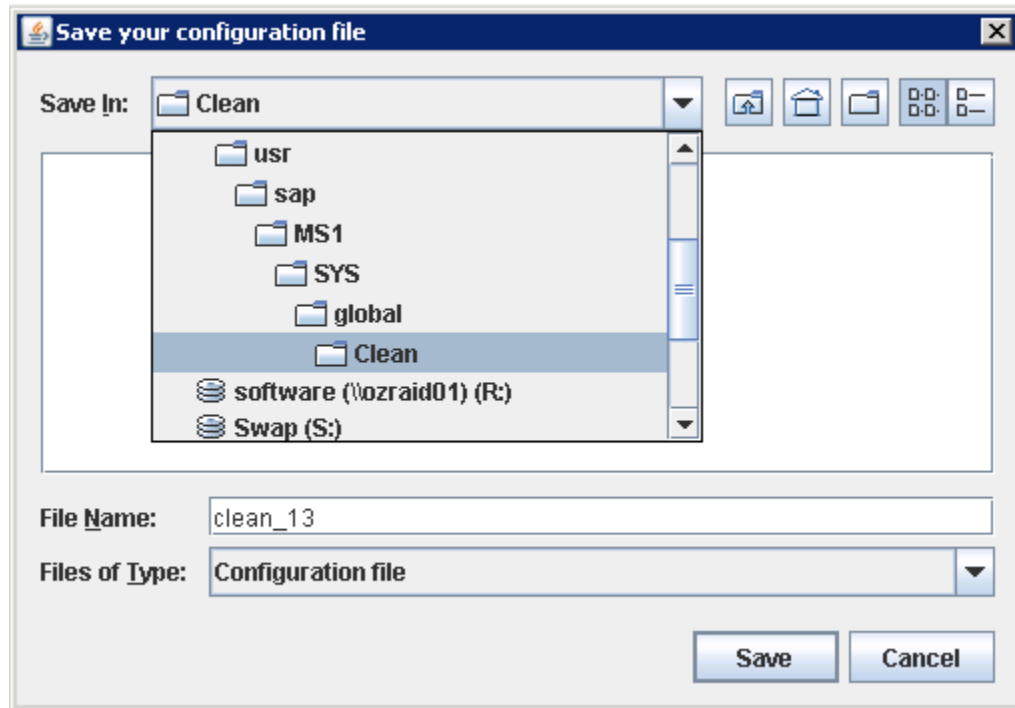 Save your configuration file
Save In: Clean
usr
sap
MS1
SYS
global
Clean
software (\\ozraid01) (R:)
Swap (S:)
File Name: clean_13
Files of Type: Configuration file
Save Cancel